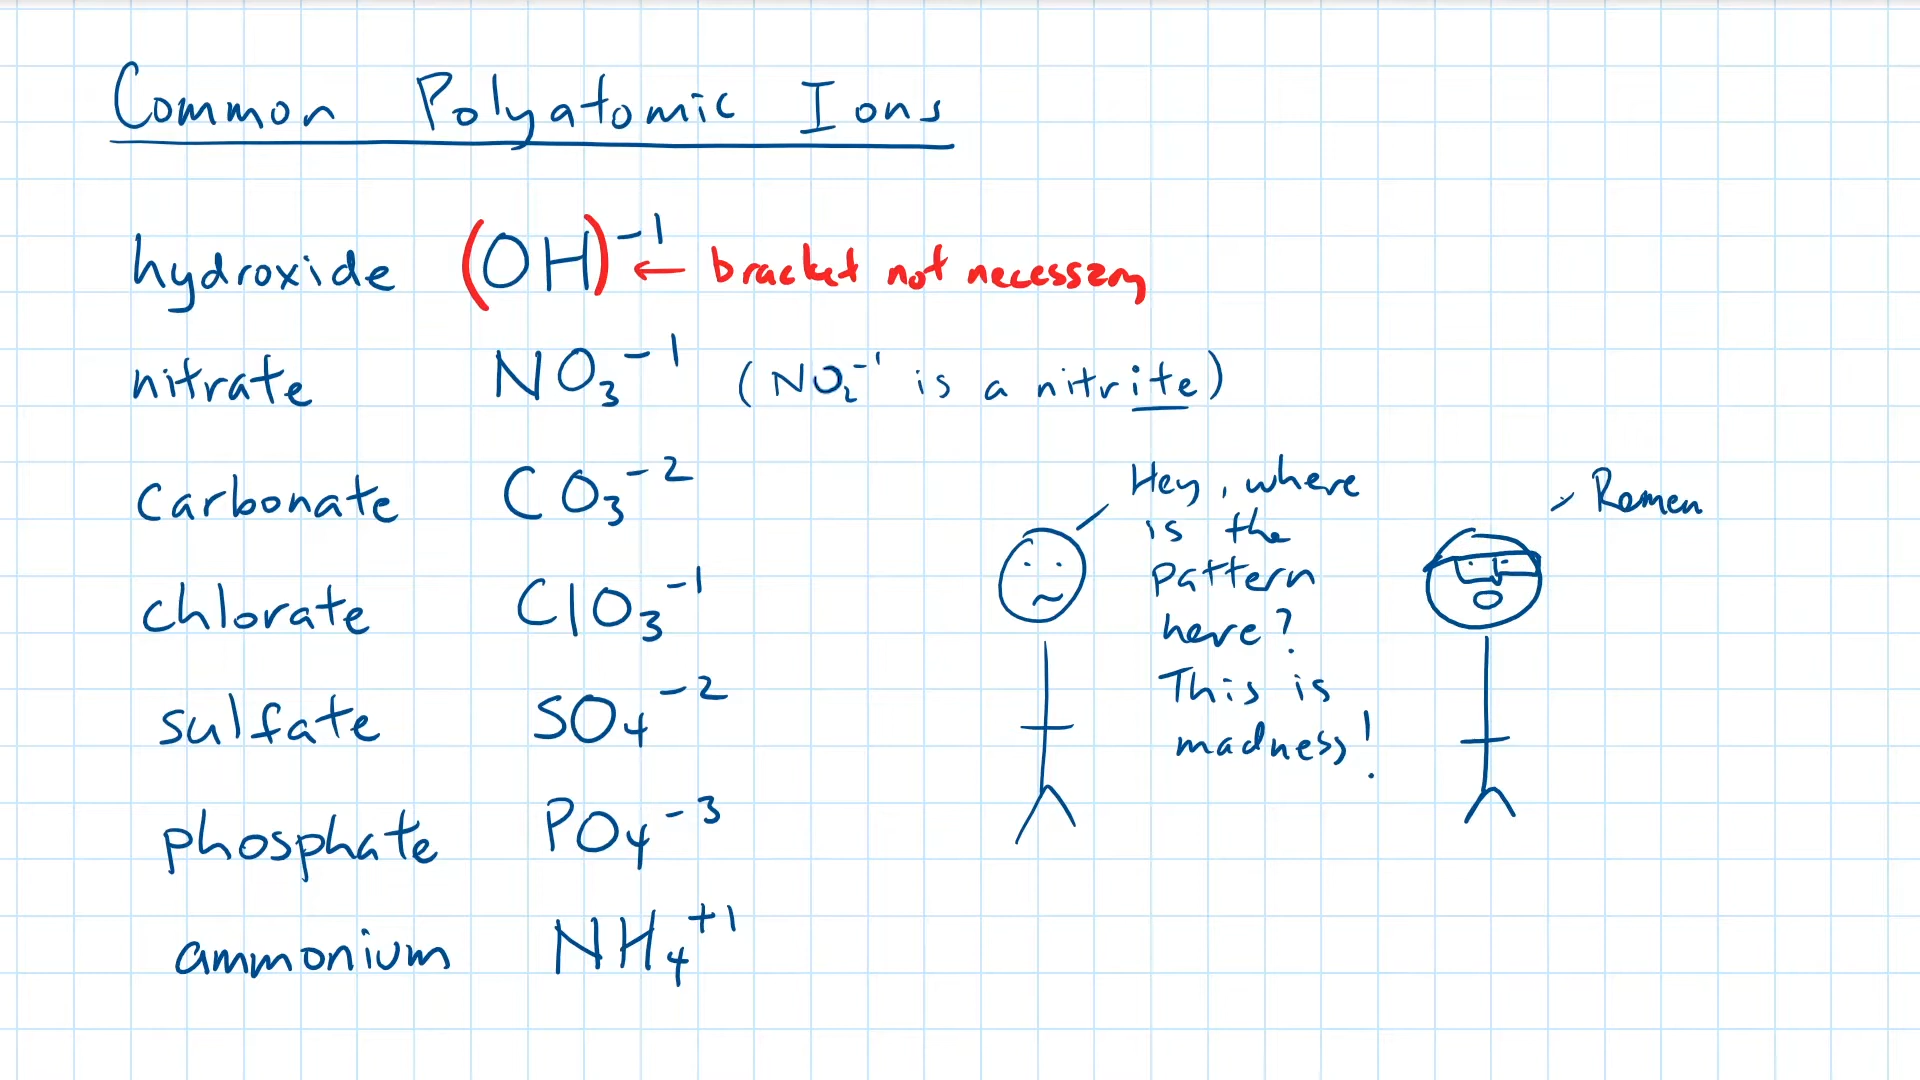 Common Polyatomic Ions
hydroxide (OH)⁻¹ ← bracket not necessary
nitrate NO₃⁻¹ (NO₂⁻¹ is a nitrite)
carbonate CO₃⁻²
chlorate ClO₃⁻¹
sulfate SO₄⁻²
phosphate PO₄⁻³
ammonium NH₄⁺¹
Hey, where
is the
pattern
here?
This is
madness!
Ramen